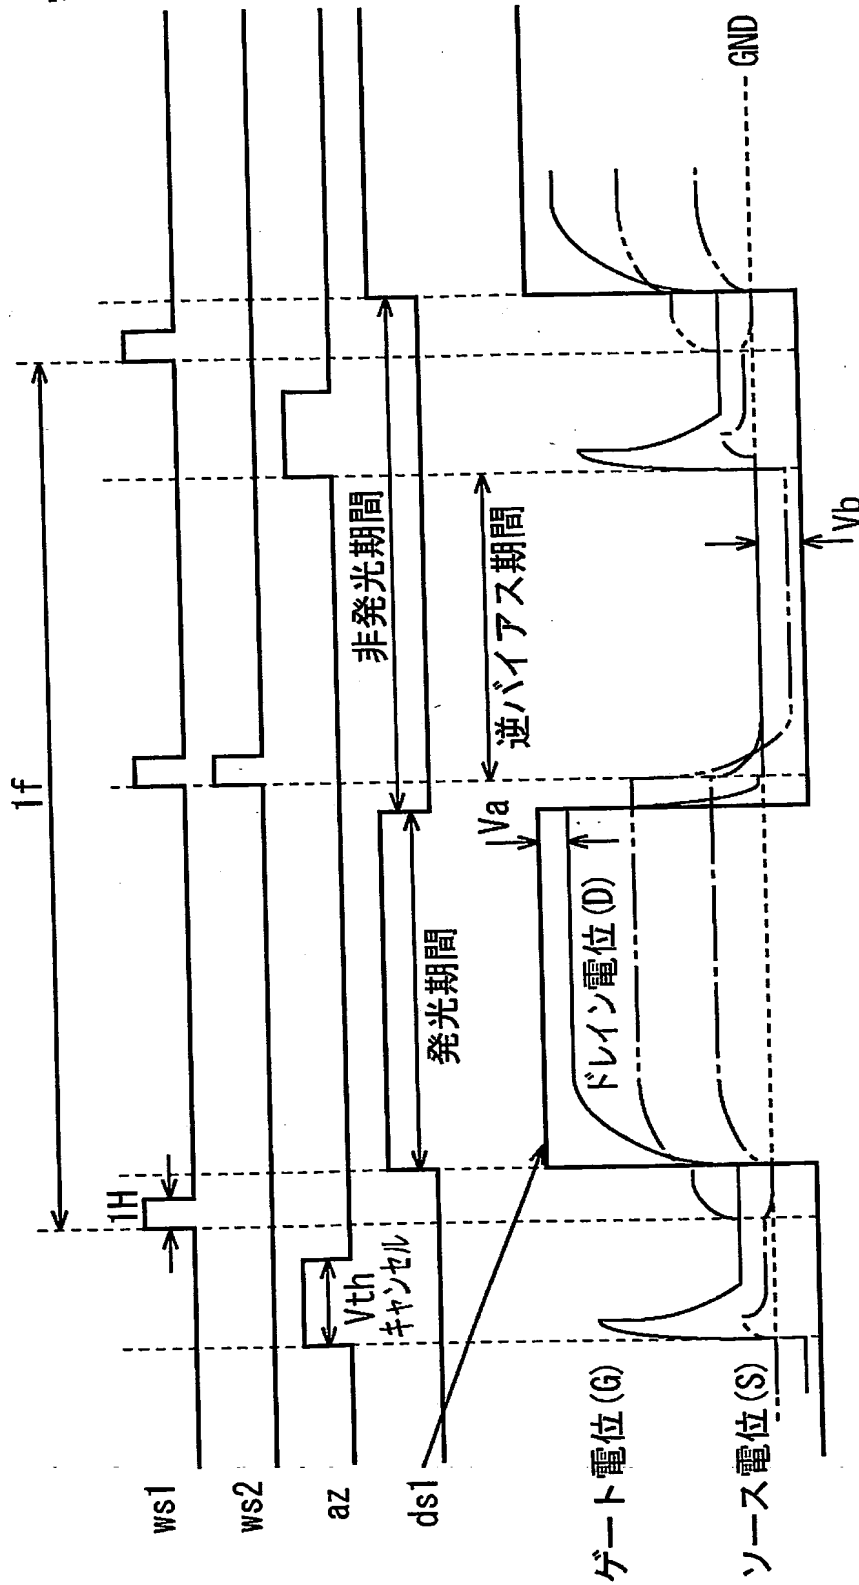 1f
1H
ws1
ws2
az
Vth
キャンセル
ds1
発光期間
非発光期間
逆バイアス期間
Va
ドレイン電位(D)
ゲート電位(G)
ソース電位(S)
GND
Vb